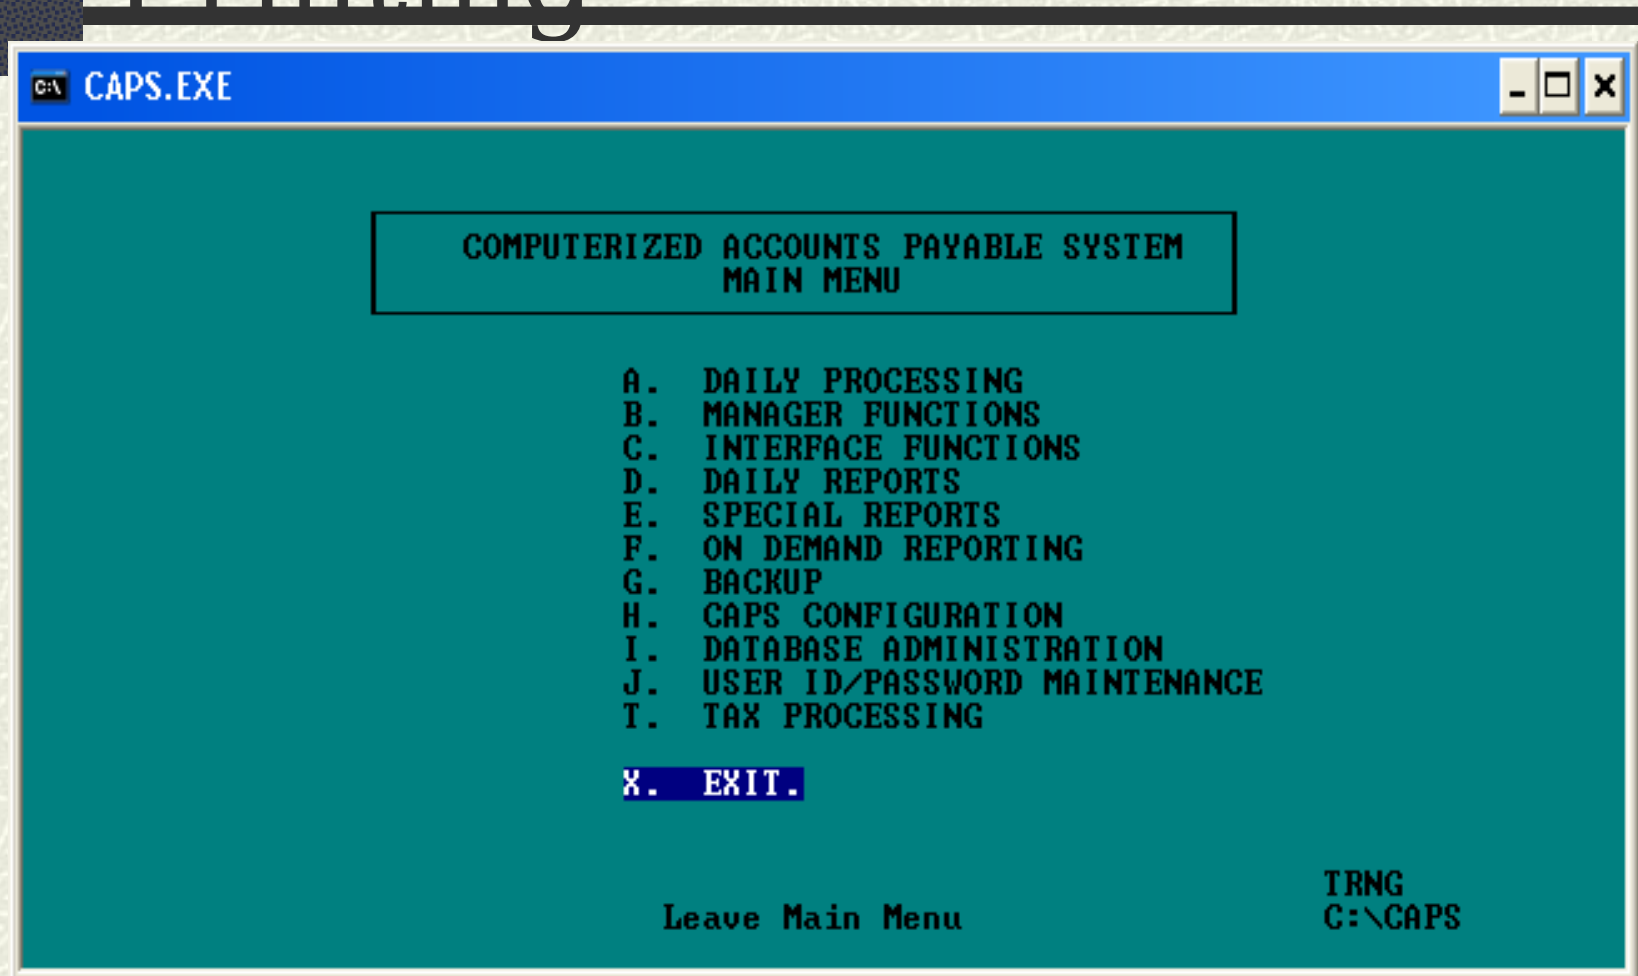 CAPS.EXE
COMPUTERIZED ACCOUNTS PAYABLE SYSTEM
MAIN MENU
A. DAILY PROCESSING
B. MANAGER FUNCTIONS
C. INTERFACE FUNCTIONS
D. DAILY REPORTS
E. SPECIAL REPORTS
F. ON DEMAND REPORTING
G. BACKUP
H. CAPS CONFIGURATION
I. DATABASE ADMINISTRATION
J. USER ID/PASSWORD MAINTENANCE
T. TAX PROCESSING
X. EXIT.
TRNG
Leave Main Menu C:\CAPS